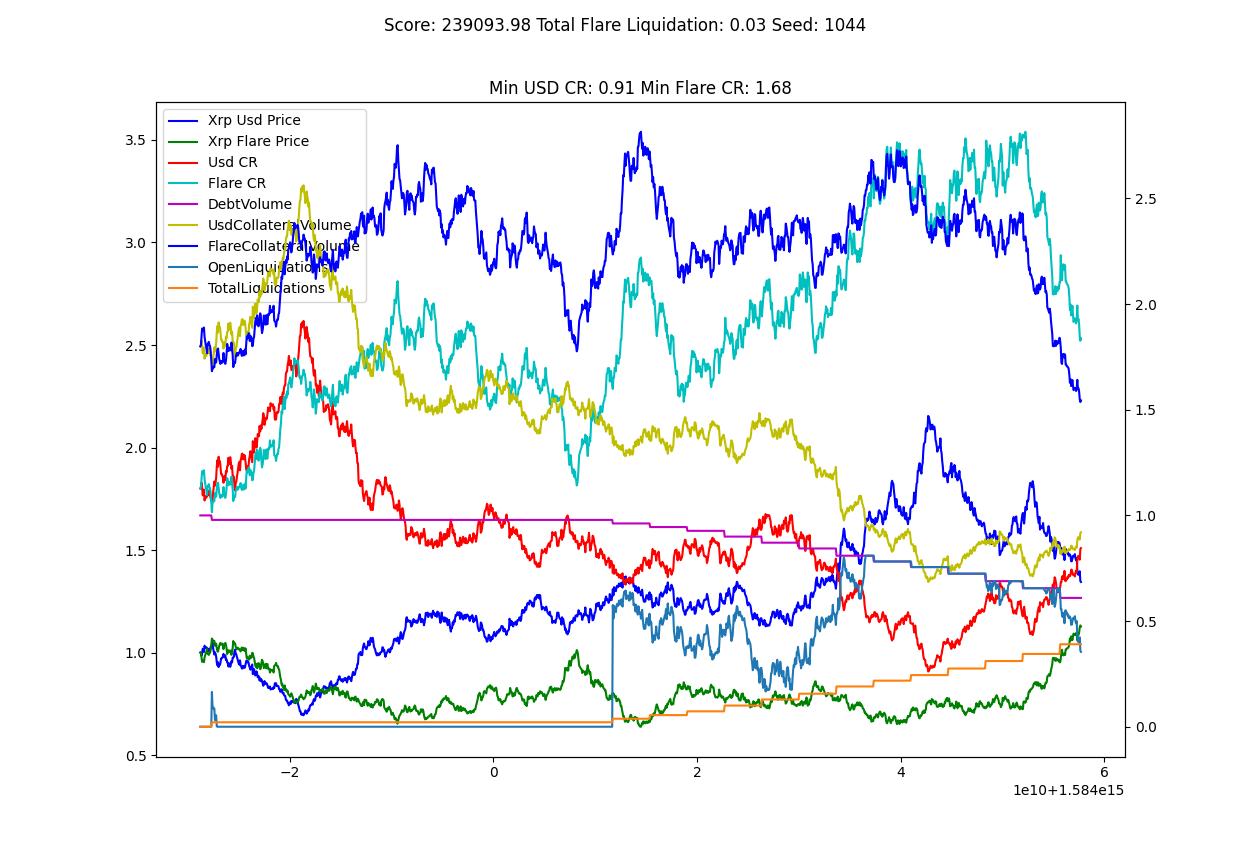 Score: 239093.98 Total Flare Liquidation: 0.03 Seed: 1044
Min USD CR: 0.91 Min Flare CR: 1.68
Xrp Usd Price
Xrp Flare Price
Usd CR
Flare CR
DebtVolume
UsdCollateralVolume
FlareCollateralVolume
OpenLiquidations
TotalLiquidations
3.5
3.0
2.5
2.0
1.5
1.0
0.5
2.5
2.0
1.5
1.0
0.5
0.0
−2 0 2 4 6
1e10+1.584e15